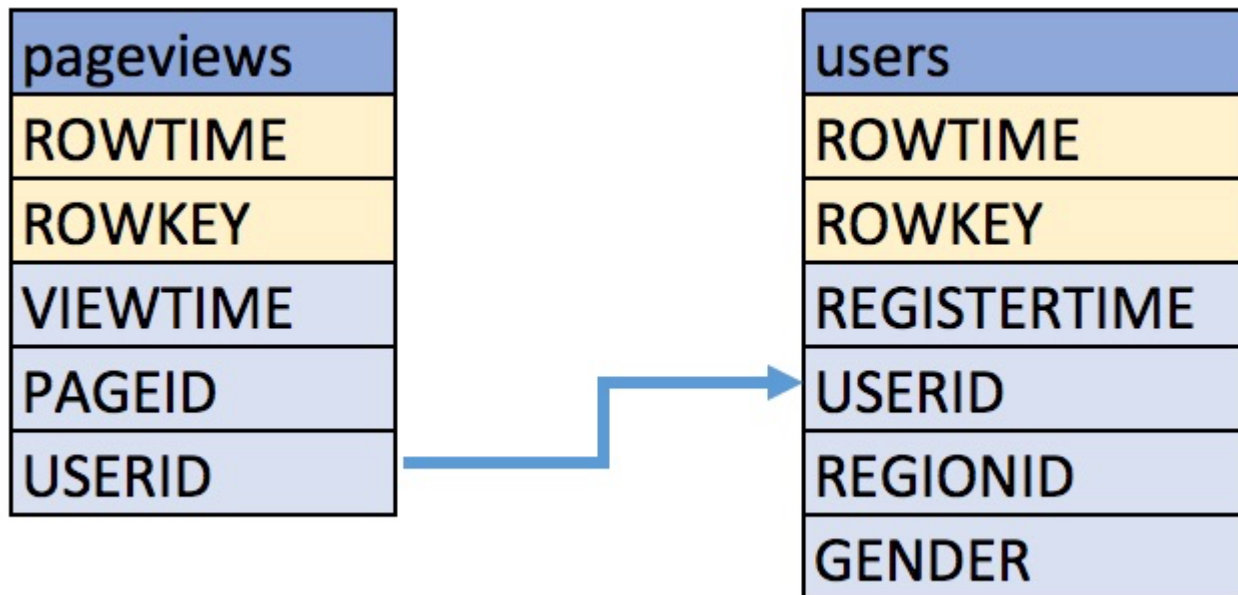 pageviews
ROWTIME
ROWKEY
VIEWTIME
PAGEID
USERID
users
ROWTIME
ROWKEY
REGISTERTIME
USERID
REGIONID
GENDER